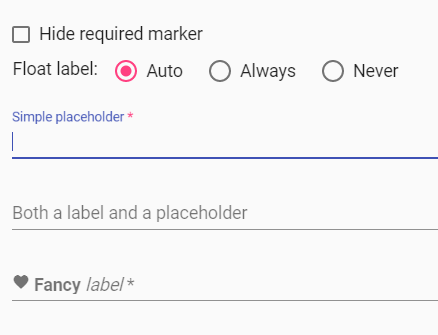 Hide required marker
Float label: Auto Always Never
Simple placeholder *
Both a label and a placeholder
Fancy label *